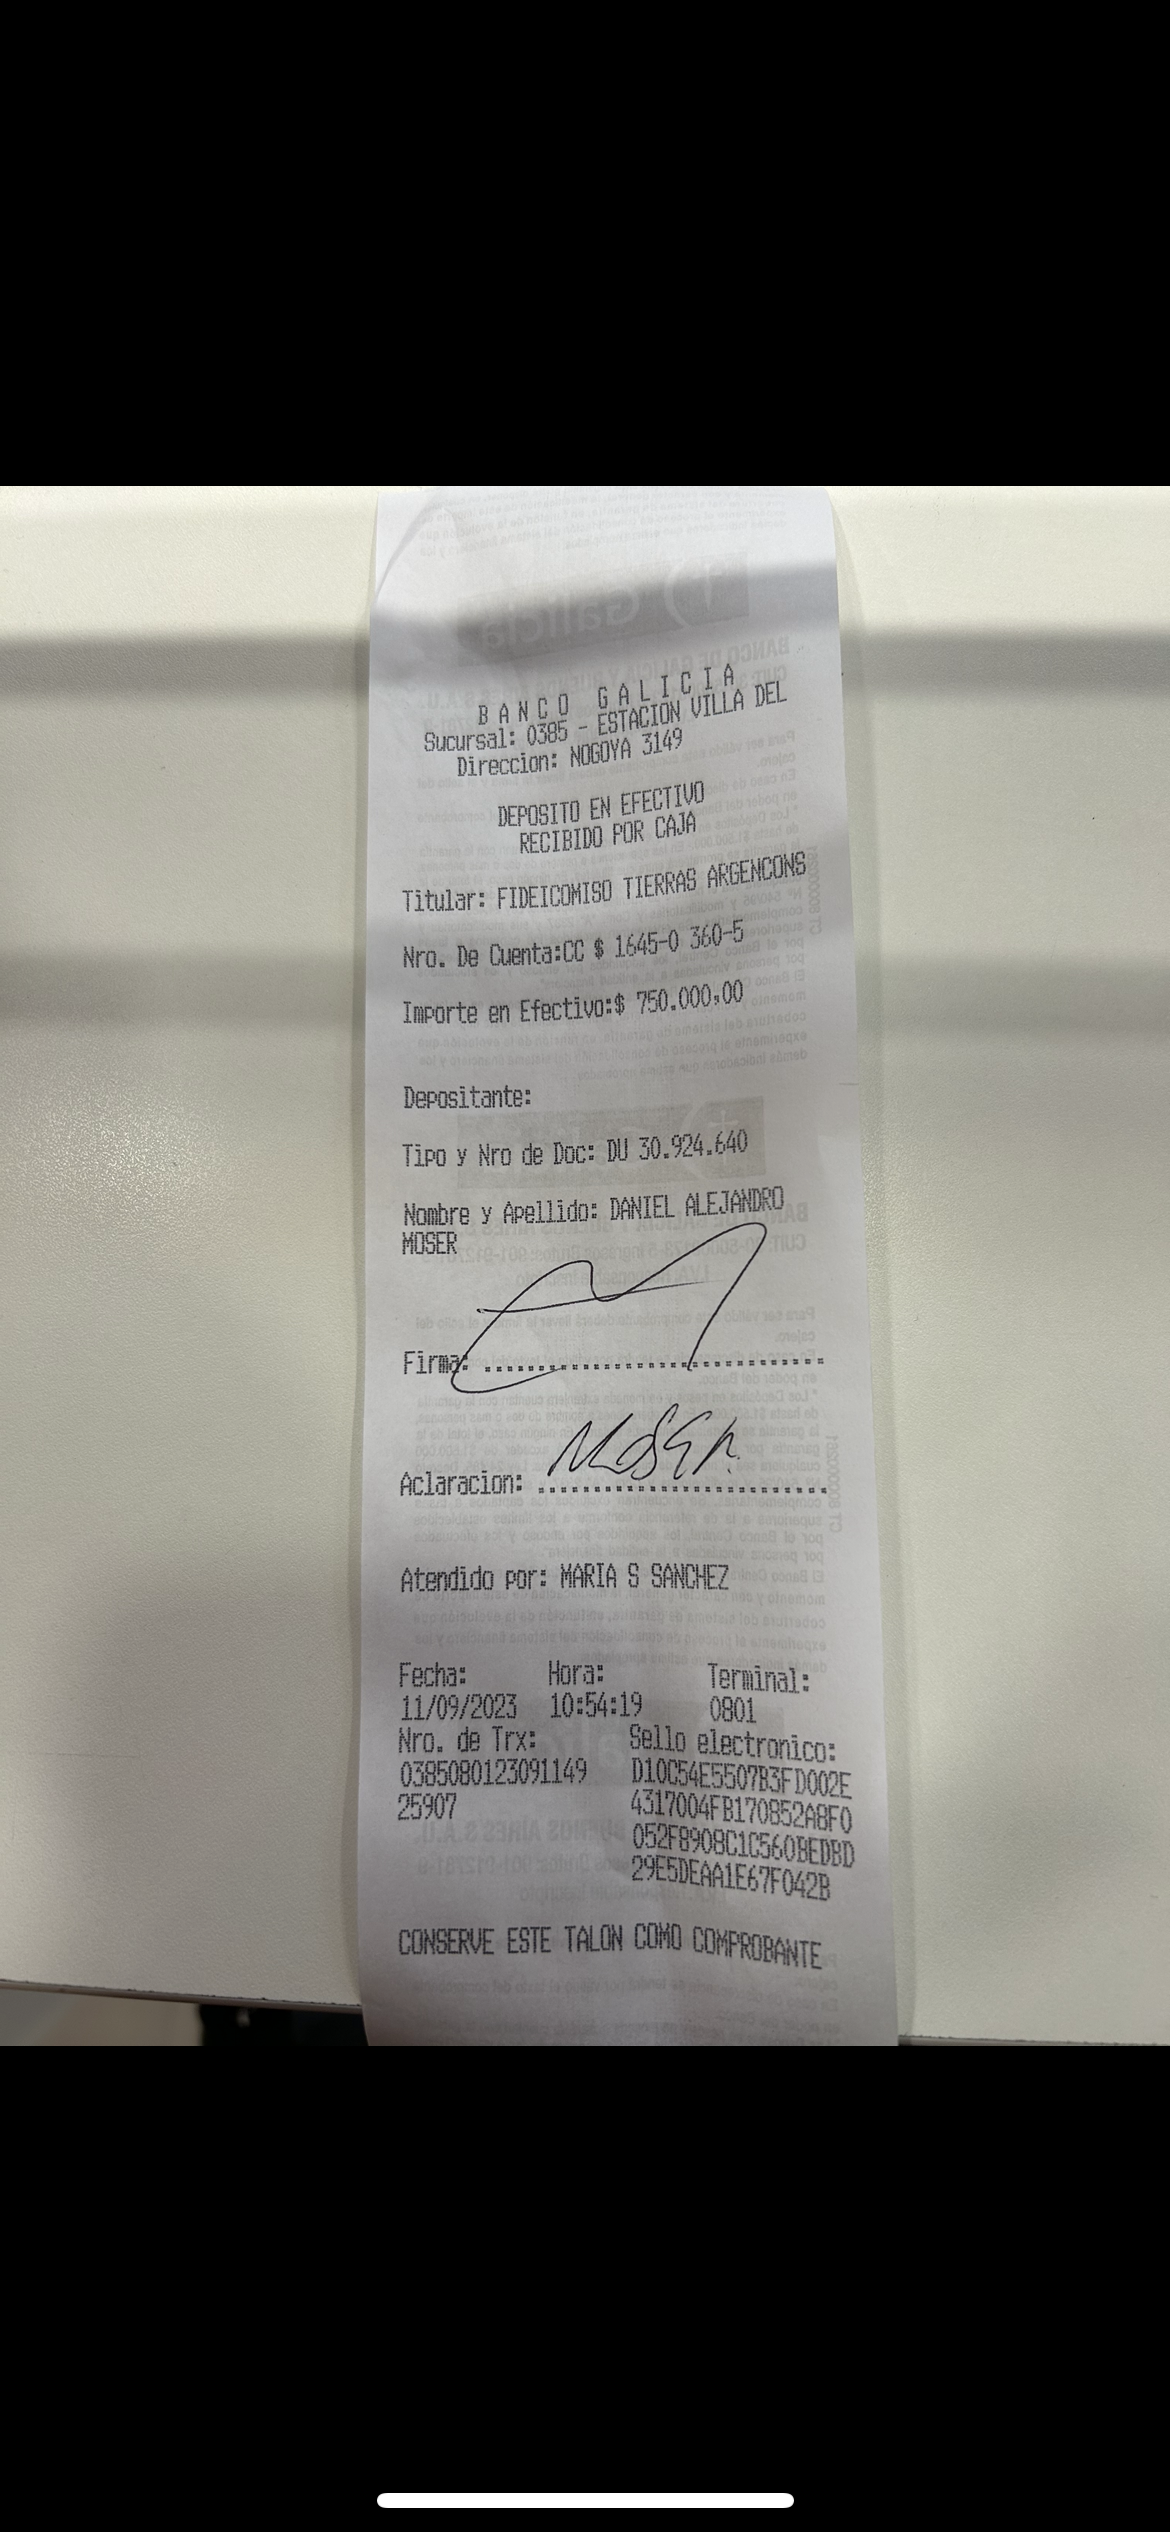 BANCO GALICIA
Sucursal: 0385 - ESTACION VILLA DEL
Direccion: NOGOYA 3149
DEPOSITO EN EFECTIVO
RECIBIDO POR CAJA
Titular: FIDEICOMISO TIERRAS ARGENCONS
Nro. De Cuenta:CC $ 1645-0 360-5
Importe en Efectivo:$ 750.000,00
Depositante:
Tipo y Nro de Doc: DU 30.924.640
Nombre y Apellido: DANIEL ALEJANDRO
MOSER
Firma:
Aclaracion: MOSER.
Atendido por: MARIA S SANCHEZ
Fecha: Hora: Terminal:
11/09/2023 10:54:19 0801
Nro. de Trx: Sello electronico:
0385080123091149 D10C54E5507B3FD002E
25907 4317004FB170852A8F0
052F8908C1C560BEDBD
29E5DEAA1E67F042B
CONSERVE ESTE TALON COMO COMPROBANTE